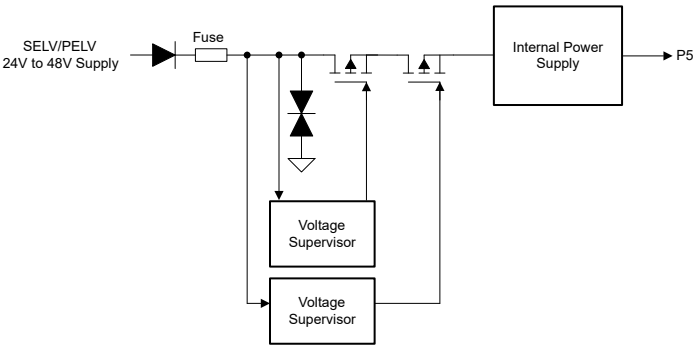 SELV/PELV
24V to 48V Supply
Fuse
Internal Power
Supply
P5
Voltage
Supervisor
Voltage
Supervisor